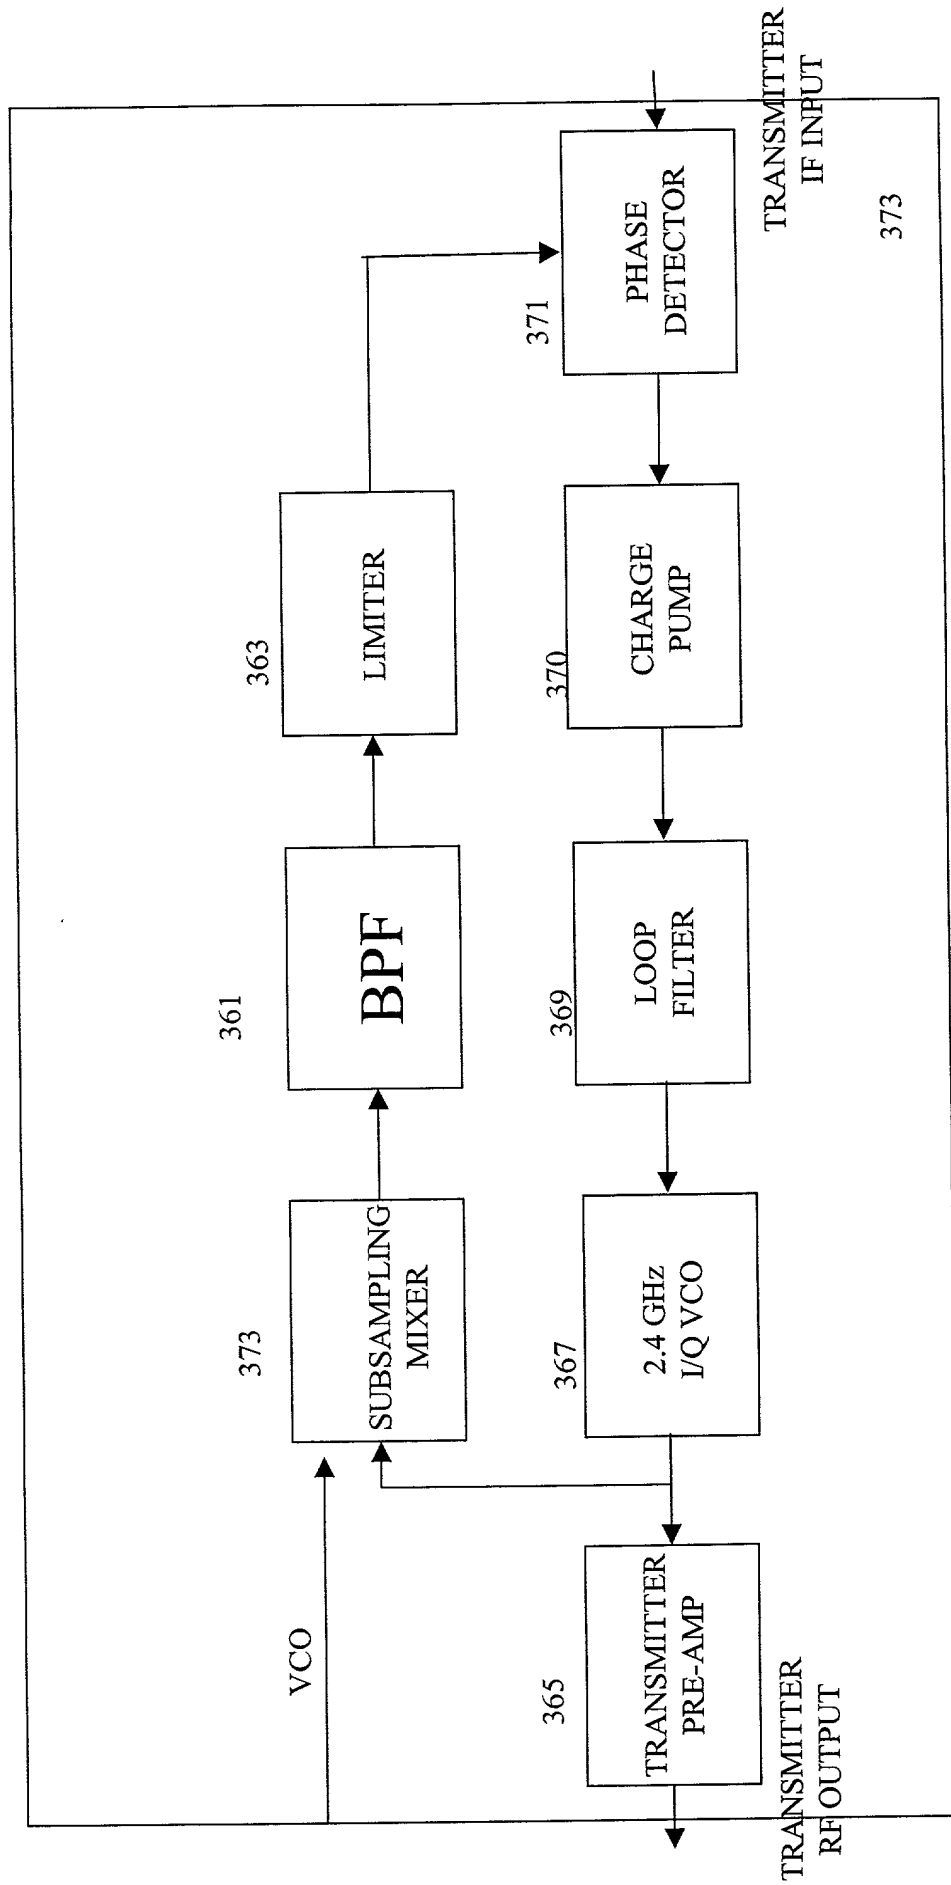 VCO
373
SUBSAMPLING
MIXER
361
BPF
363
LIMITER
365
TRANSMITTER
PRE-AMP
367
2.4 GHz
I/Q VCO
369
LOOP
FILTER
370
CHARGE
PUMP
371
PHASE
DETECTOR
TRANSMITTER
RF OUTPUT
TRANSMITTER
IF INPUT
373